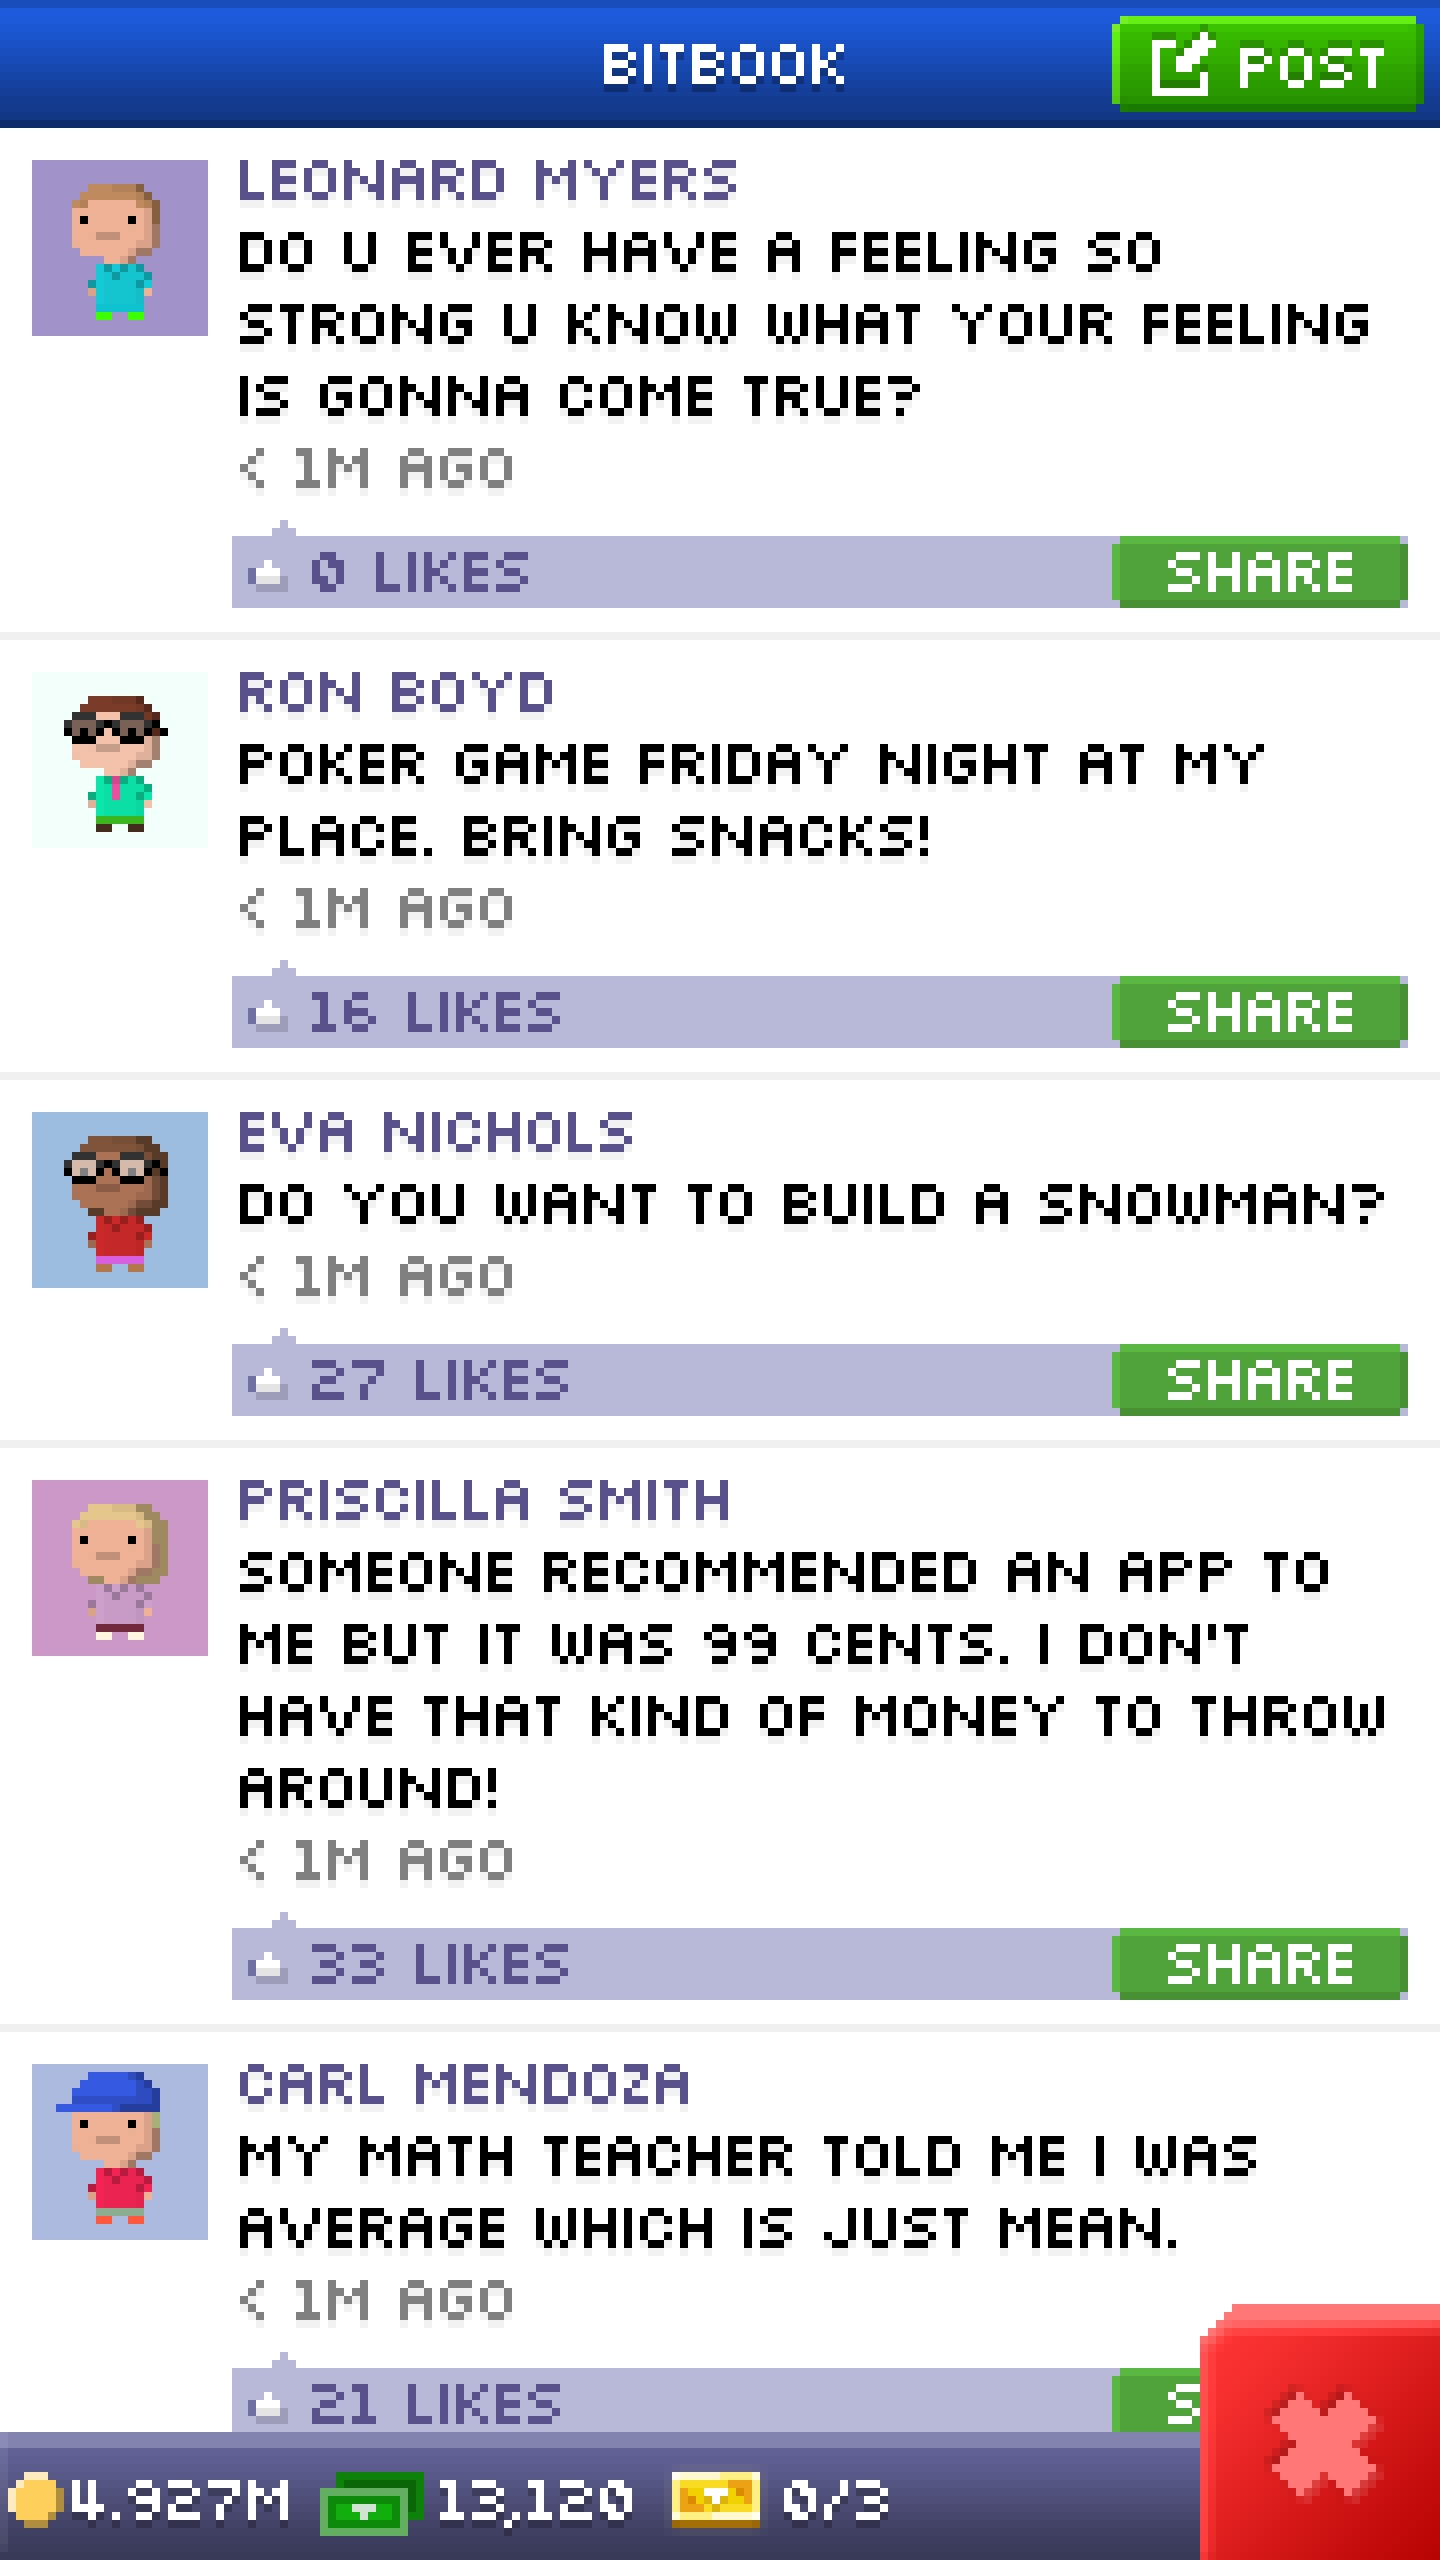 BITBOOK
POST
LEONARD MYERS
DO U EVER HAVE A FEELING SO
STRONG U KNOW WHAT YOUR FEELING
IS GONNA COME TRUE?
< 1M AGO
0 LIKES
SHARE
RON BOYD
POKER GAME FRIDAY NIGHT AT MY
PLACE. BRING SNACKS!
< 1M AGO
16 LIKES
SHARE
EVA NICHOLS
DO YOU WANT TO BUILD A SNOWMAN?
< 1M AGO
27 LIKES
SHARE
PRISCILLA SMITH
SOMEONE RECOMMENDED AN APP TO
ME BUT IT WAS 99 CENTS. I DON'T
HAVE THAT KIND OF MONEY TO THROW
AROUND!
< 1M AGO
33 LIKES
SHARE
CARL MENDOZA
MY MATH TEACHER TOLD ME I WAS
AVERAGE WHICH IS JUST MEAN.
< 1M AGO
21 LIKES
4.927M 13,120 0/3